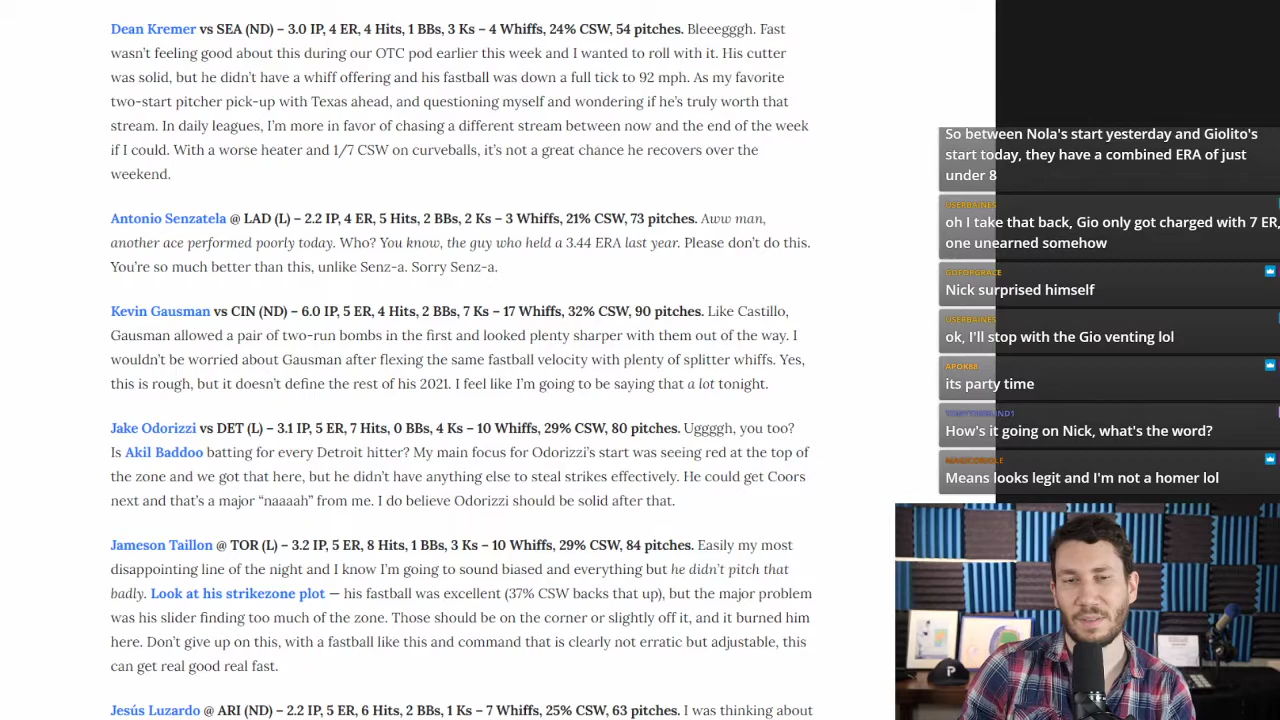 Dean Kremer vs SEA (ND) – 3.0 IP, 4 ER, 4 Hits, 1 BBs, 3 Ks – 4 Whiffs, 24% CSW, 54 pitches. Bleeegggh. Fast
wasn't feeling good about this during our OTC pod earlier this week and I wanted to roll with it. His cutter
was solid, but he didn't have a whiff offering and his fastball was down a full tick to 92 mph. As my favorite
two-start pitcher pick-up with Texas ahead, and questioning myself and wondering if he's truly worth that
stream. In daily leagues, I'm more in favor of chasing a different stream between now and the end of the week
if I could. With a worse heater and 1/7 CSW on curveballs, it's not a great chance he recovers over the
weekend.
Antonio Senzatela @ LAD (L) – 2.2 IP, 4 ER, 5 Hits, 2 BBs, 2 Ks – 3 Whiffs, 21% CSW, 73 pitches. Aww man,
another ace performed poorly today. Who? You know, the guy who held a 3.44 ERA last year. Please don't do this.
You're so much better than this, unlike Senz-a. Sorry Senz-a.
Kevin Gausman vs CIN (ND) – 6.0 IP, 5 ER, 4 Hits, 2 BBs, 7 Ks – 17 Whiffs, 32% CSW, 90 pitches. Like Castillo,
Gausman allowed a pair of two-run bombs in the first and looked plenty sharper with them out of the way. I
wouldn't be worried about Gausman after flexing the same fastball velocity with plenty of splitter whiffs. Yes,
this is rough, but it doesn't define the rest of his 2021. I feel like I'm going to be saying that a lot tonight.
Jake Odorizzi vs DET (L) – 3.1 IP, 5 ER, 7 Hits, 0 BBs, 4 Ks – 10 Whiffs, 29% CSW, 80 pitches. Uggggh, you too?
Is Akil Baddoo batting for every Detroit hitter? My main focus for Odorizzi's start was seeing red at the top of
the zone and we got that here, but he didn't have anything else to steal strikes effectively. He could get Coors
next and that's a major “naaaah” from me. I do believe Odorizzi should be solid after that.
Jameson Taillon @ TOR (L) – 3.2 IP, 5 ER, 8 Hits, 1 BBs, 3 Ks – 10 Whiffs, 29% CSW, 84 pitches. Easily my most
disappointing line of the night and I know I'm going to sound biased and everything but he didn't pitch that
badly. Look at his strikezone plot — his fastball was excellent (37% CSW backs that up), but the major problem
was his slider finding too much of the zone. Those should be on the corner or slightly off it, and it burned him
here. Don't give up on this, with a fastball like this and command that is clearly not erratic but adjustable, this
can get real good real fast.
Jesús Luzardo @ ARI (ND) – 2.2 IP, 5 ER, 6 Hits, 2 BBs, 1 Ks – 7 Whiffs, 25% CSW, 63 pitches. I was thinking about
So between Nola's start yesterday and Giolito's
start today, they have a combined ERA of just
under 8
USERBAINES
oh I take that back, Gio only got charged with 7 ER,
one unearned somehow
GOFORGRACE
Nick surprised himself
USERBAINES
ok, I'll stop with the Gio venting lol
APOK88
its party time
How's it going on Nick, what's the word?
Means looks legit and I'm not a homer lol
P